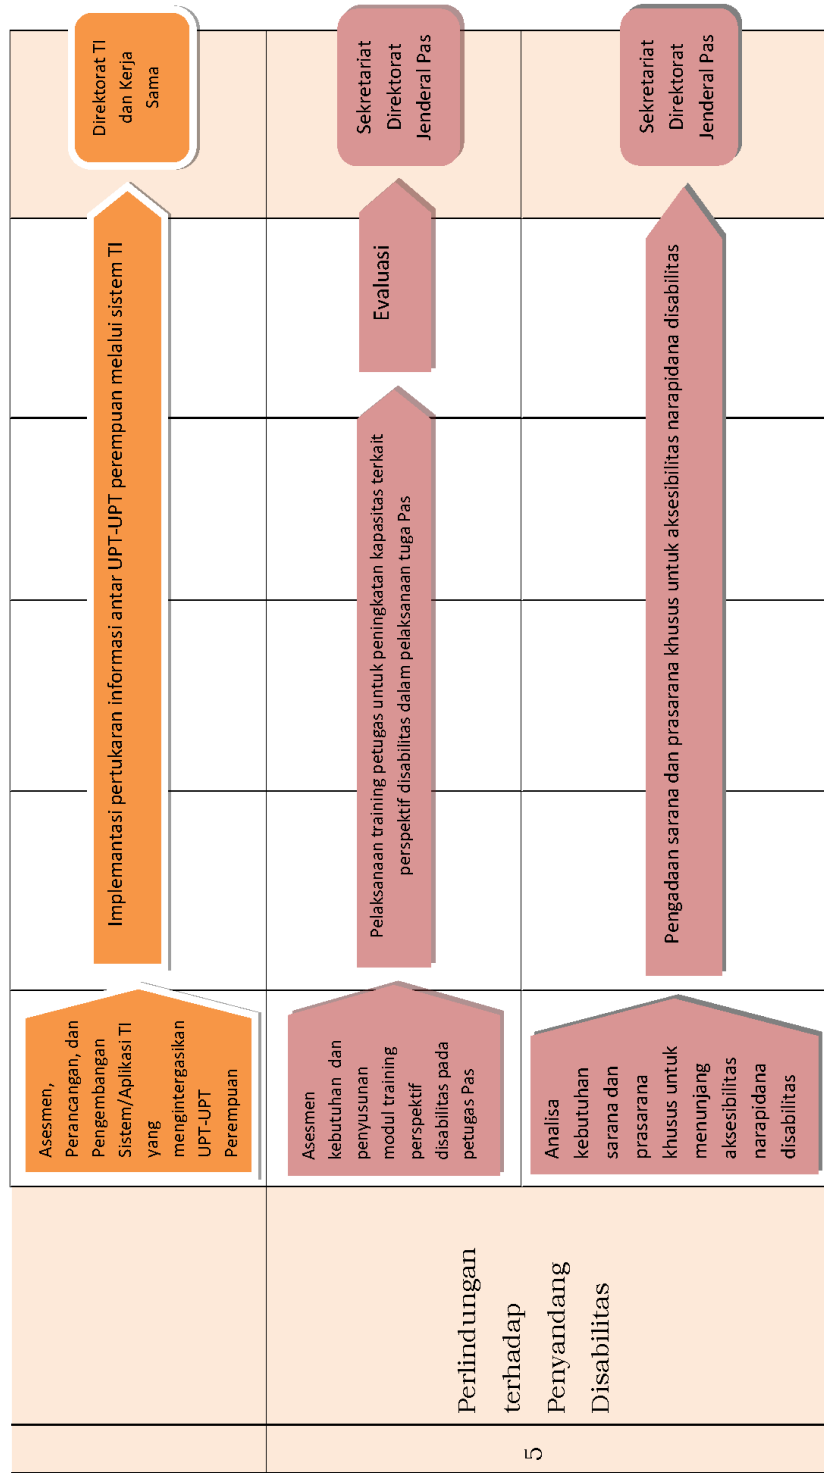 Asesmen,
Perancangan, dan
Pengembangan
Sistem/Aplikasi TI
yang
mengintergasikan
UPT-UPT
Perempuan
Implemantasi pertukaran informasi antar UPT-UPT perempuan melalui sistem TI
Direktorat TI
dan Kerja
Sama
5
Perlindungan
terhadap
Penyandang
Disabilitas
Asesmen
kebutuhan dan
penyusunan
modul training
perspektif
disabilitas pada
petugas Pas
Pelaksanaan training petugas untuk peningkatan kapasitas terkait
perspektif disabilitas dalam pelaksanaan tuga Pas
Evaluasi
Sekretariat
Direktorat
Jenderal Pas
Analisa
kebutuhan
sarana dan
prasarana
khusus untuk
menunjang
aksesibilitas
narapidana
disabilitas
Pengadaan sarana dan prasarana khusus untuk aksesibilitas narapidana disabilitas
Sekretariat
Direktorat
Jenderal Pas